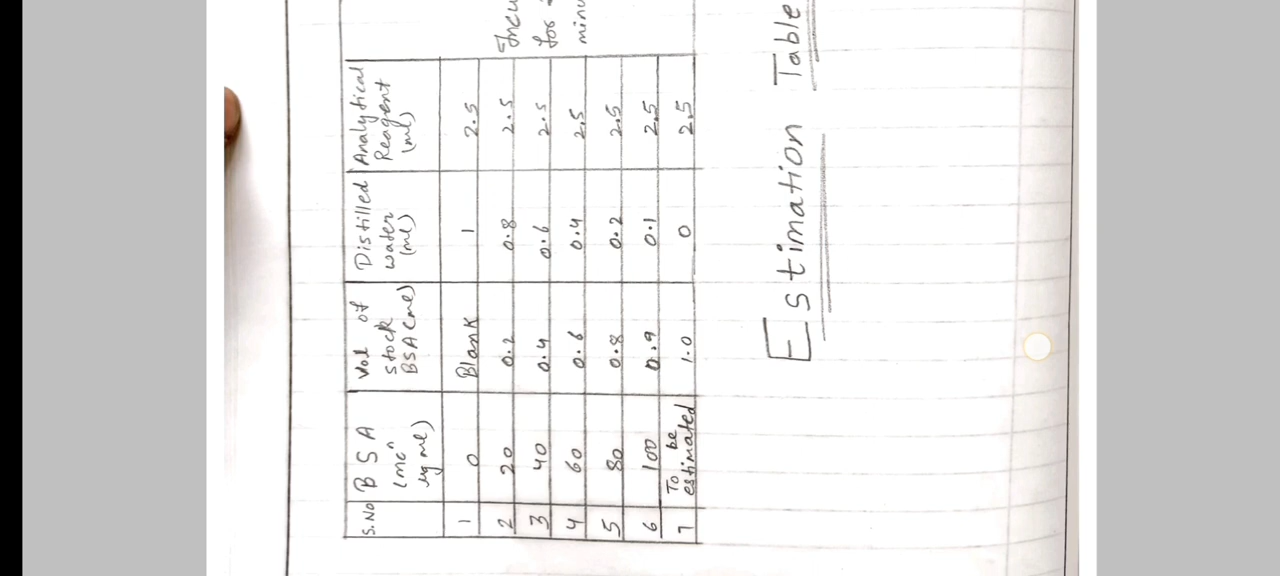 S.No | B S A (mcⁿ ug ml) | Vol of stock BSA (ml) | Distilled water (ml) | Analytical Reagent (ml)
1 | 0 | Blank | 1 | 2.5
2 | 20 | 0.2 | 0.8 | 2.5
3 | 40 | 0.4 | 0.6 | 2.5
4 | 60 | 0.6 | 0.4 | 2.5
5 | 80 | 0.8 | 0.2 | 2.5
6 | 100 | 0.9 | 0.1 | 2.5
7 | To be estimated | 1.0 | 0 | 2.5
Incu
for
minu
Estimation Table